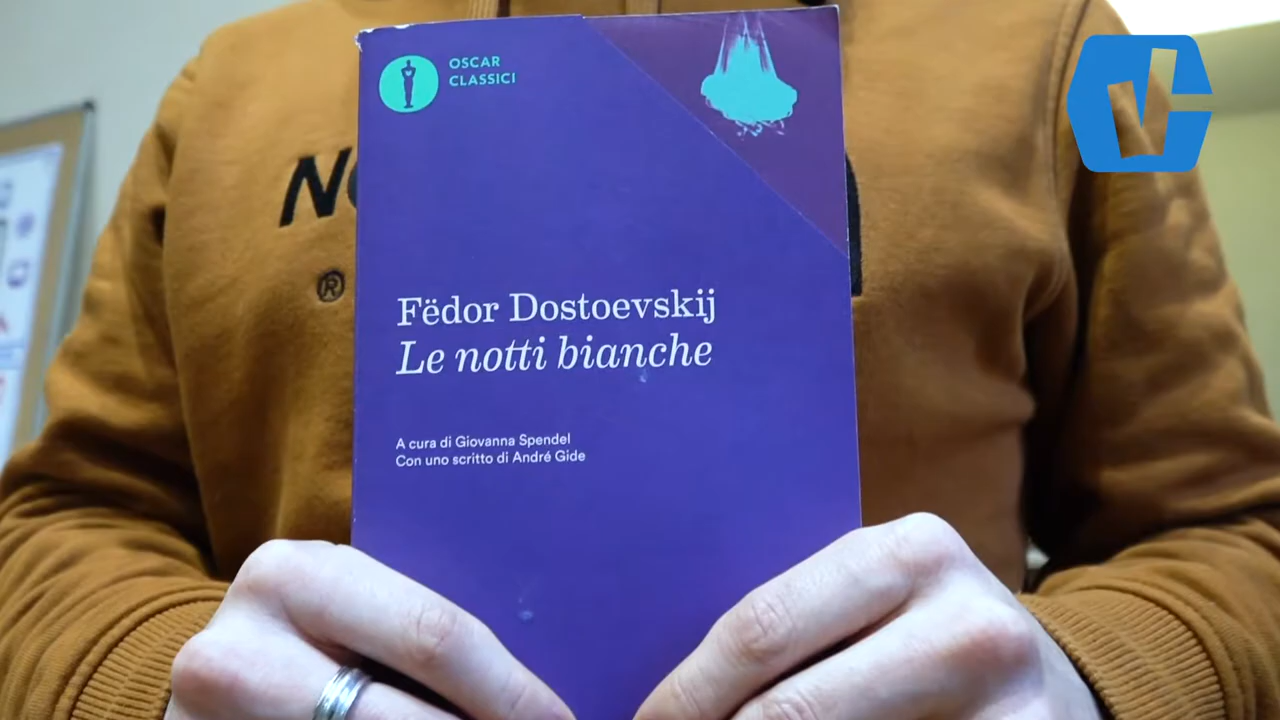 OSCAR
CLASSICI
Fëdor Dostoevskij
Le notti bianche
A cura di Giovanna Spendel
Con uno scritto di André Gide
®